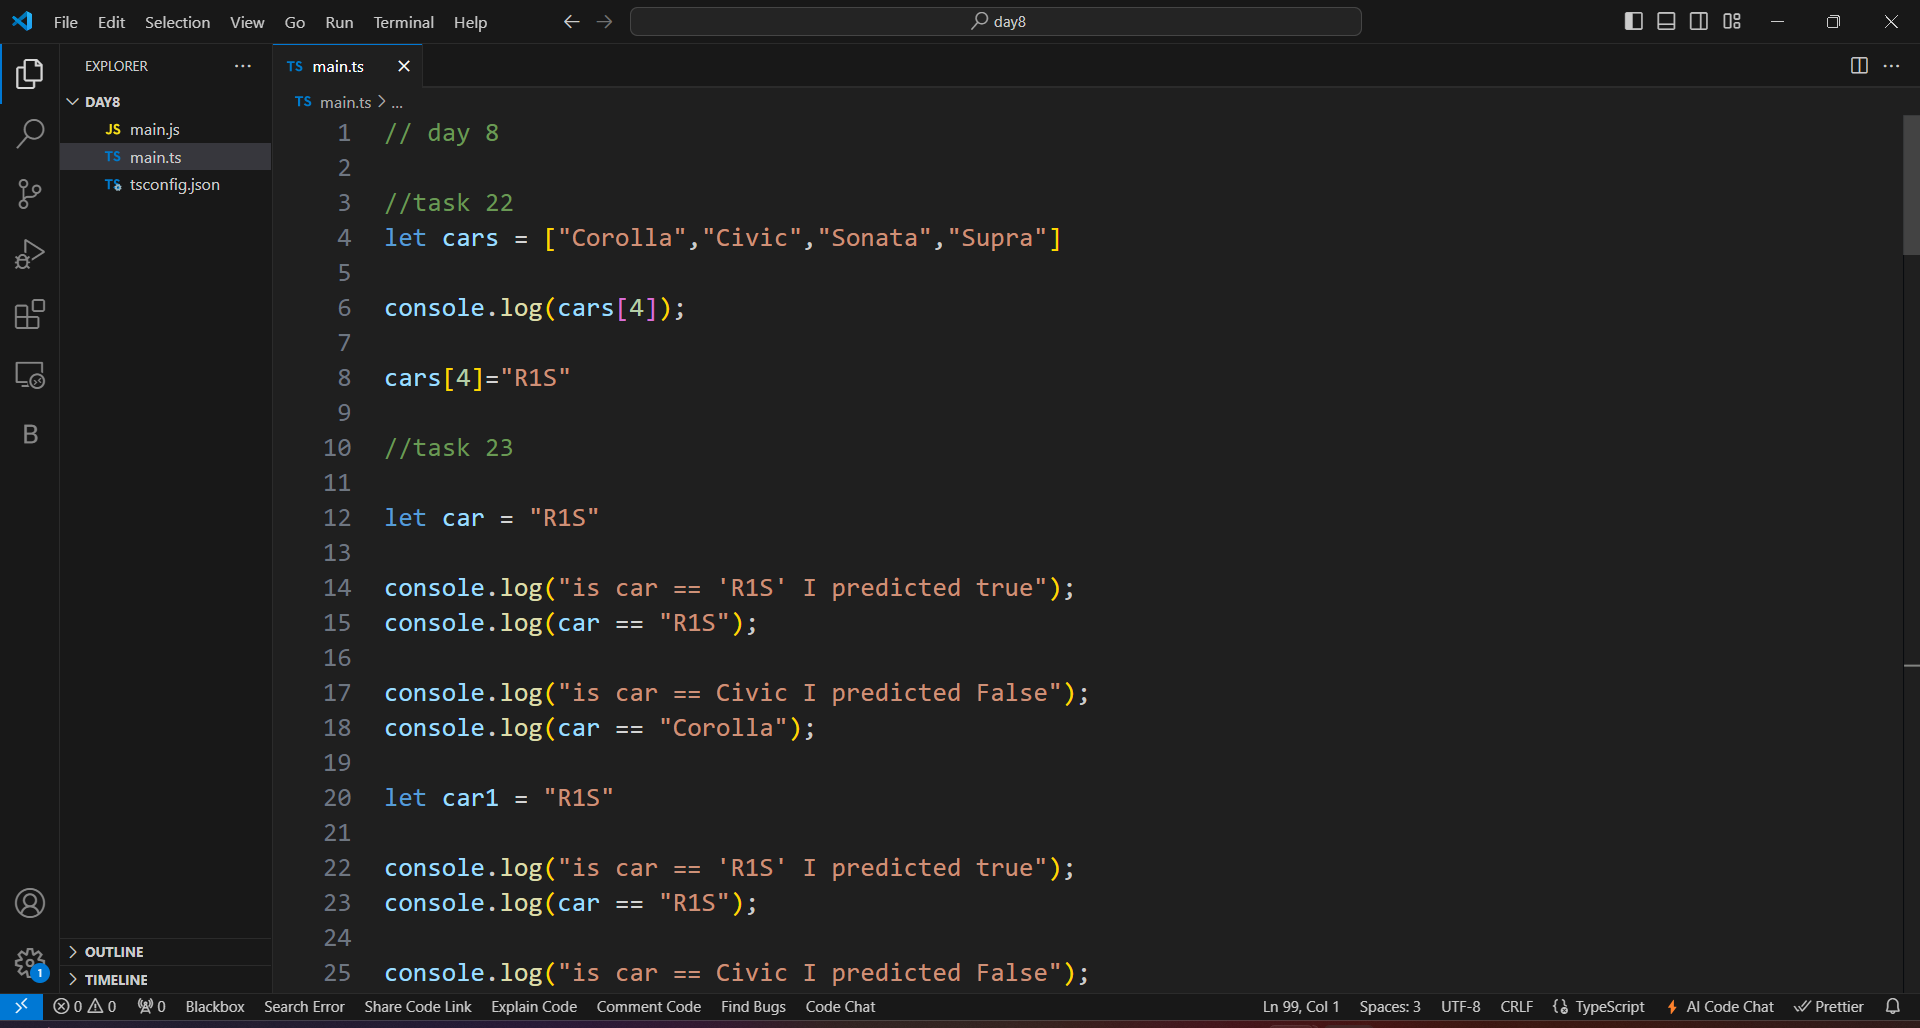 File Edit Selection View Go Run Terminal Help
day8
EXPLORER
DAY8
JS main.js
TS main.ts
TS tsconfig.json
OUTLINE
TIMELINE
TS main.ts
TS main.ts > ...
1 // day 8
2
3 //task 22
4 let cars = ["Corolla","Civic","Sonata","Supra"]
5
6 console.log(cars[4]);
7
8 cars[4]="R1S"
9
10 //task 23
11
12 let car = "R1S"
13
14 console.log("is car == 'R1S' I predicted true");
15 console.log(car == "R1S");
16
17 console.log("is car == Civic I predicted False");
18 console.log(car == "Corolla");
19
20 let car1 = "R1S"
21
22 console.log("is car == 'R1S' I predicted true");
23 console.log(car == "R1S");
24
25 console.log("is car == Civic I predicted False");
B
1
0 0 0 Blackbox Search Error Share Code Link Explain Code Comment Code Find Bugs Code Chat Ln 99, Col 1 Spaces: 3 UTF-8 CRLF {} TypeScript AI Code Chat Prettier